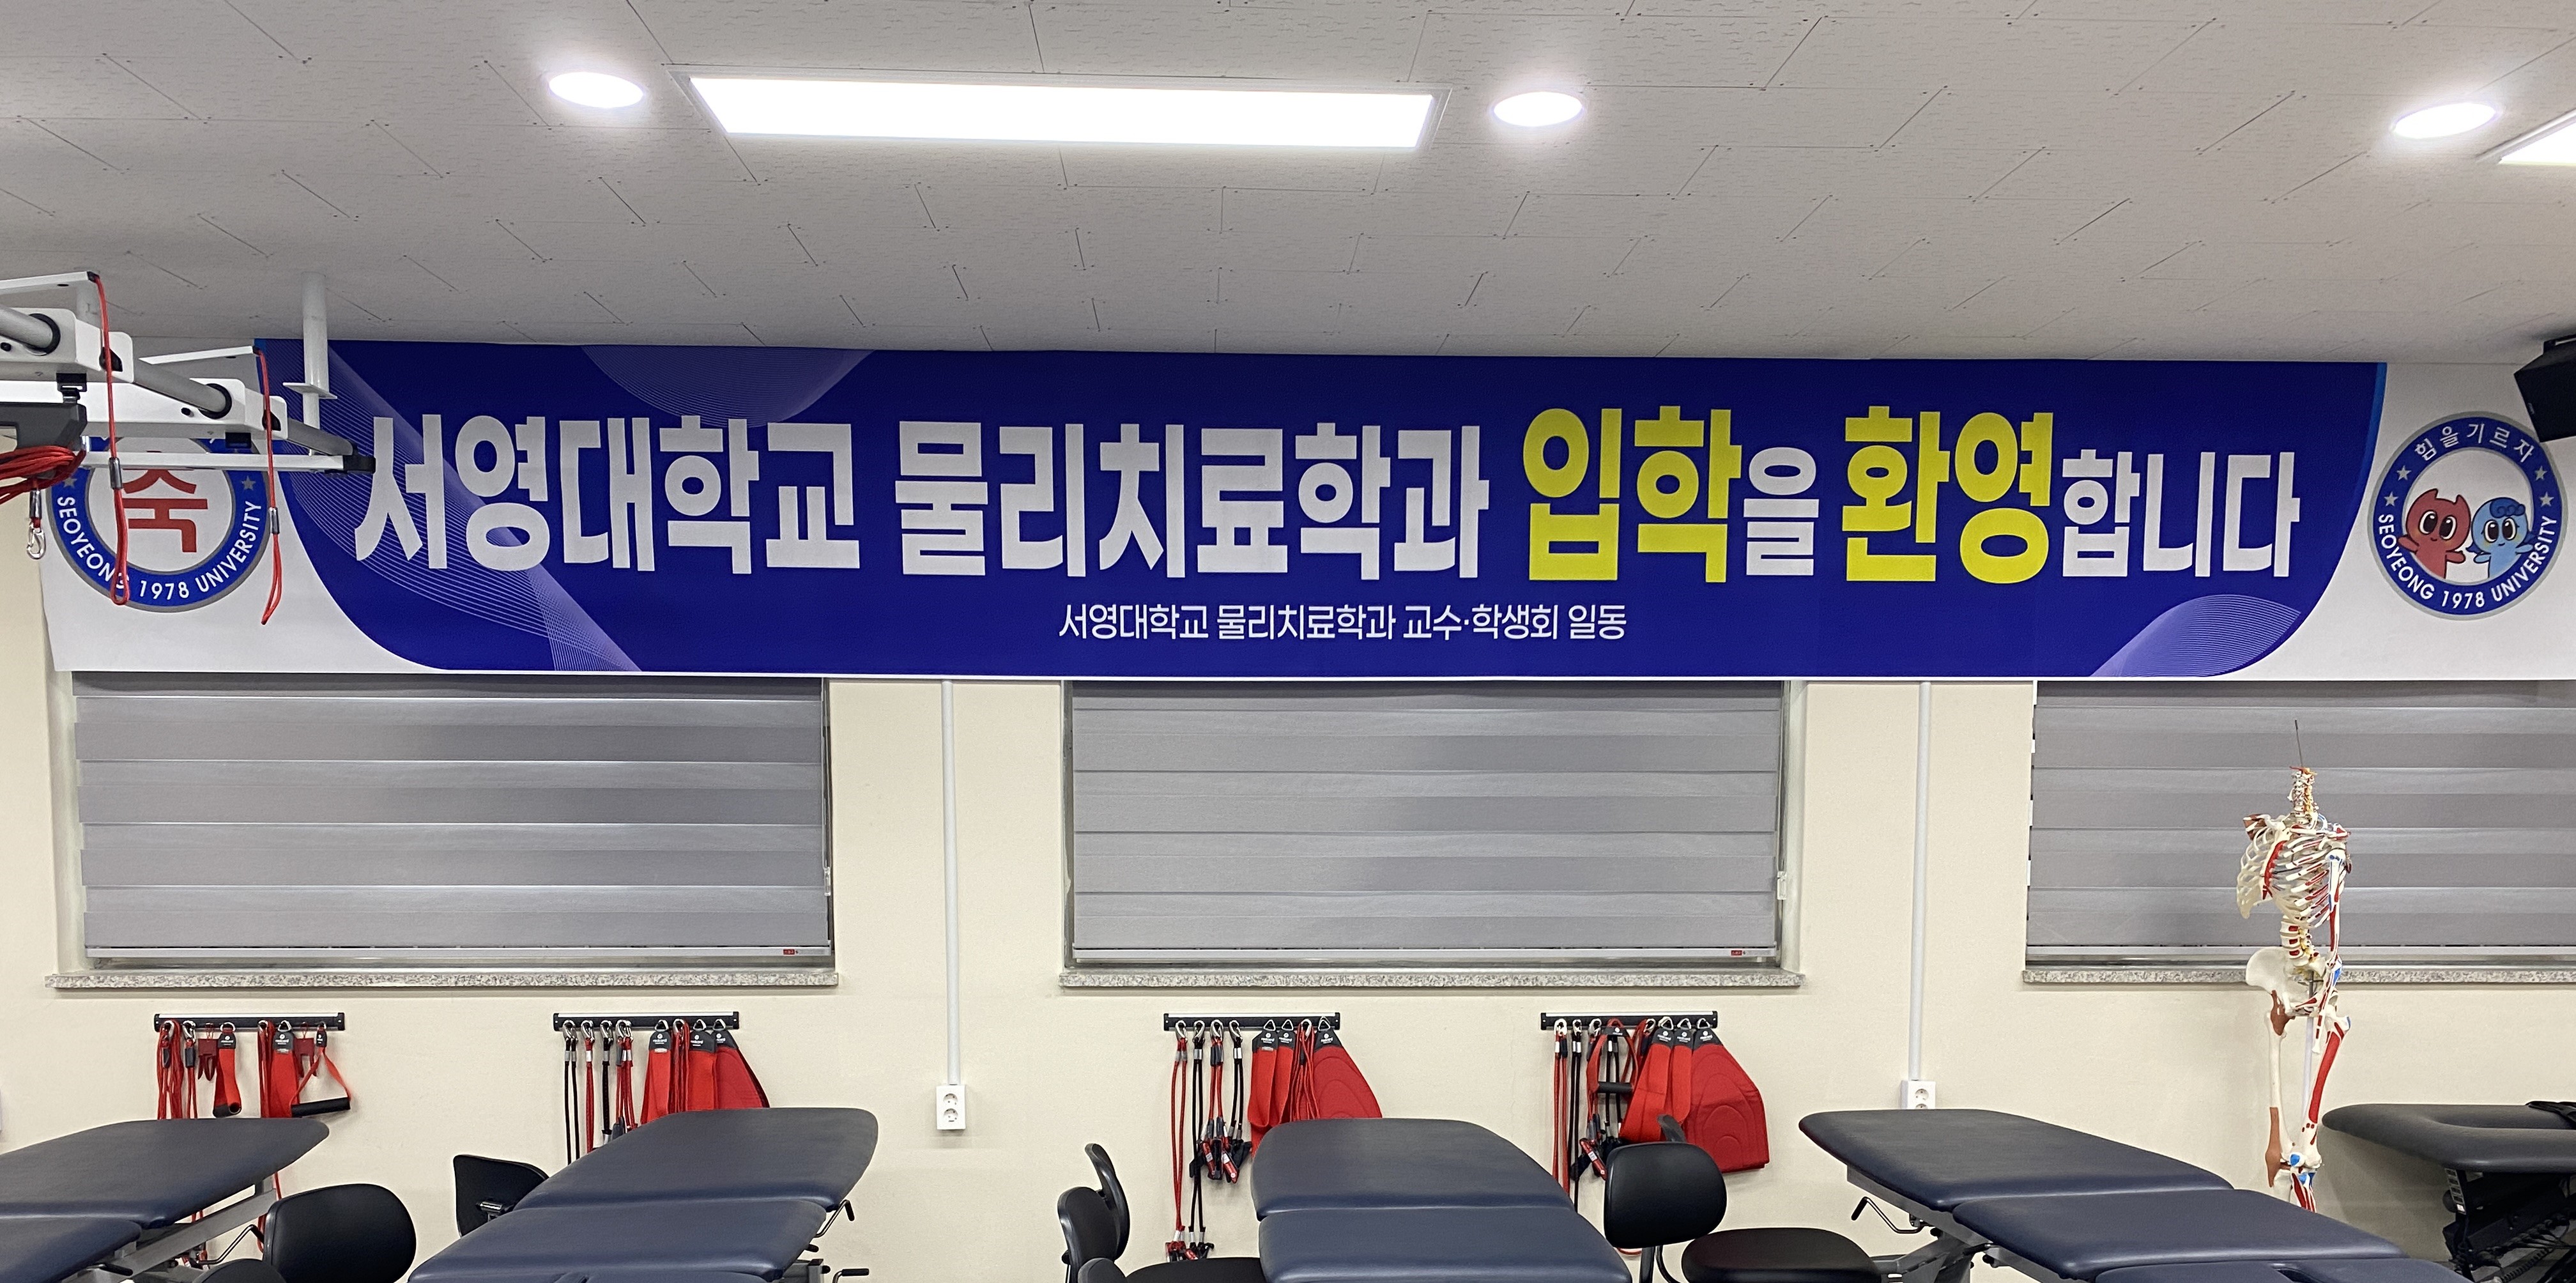 서영대학교 물리치료학과 입학을 환영합니다
서영대학교 물리치료학과 교수·학생회 일동
축
SEOYEONG 1978 UNIVERSITY
힘을기르자
SEOYEONG 1978 UNIVERSITY